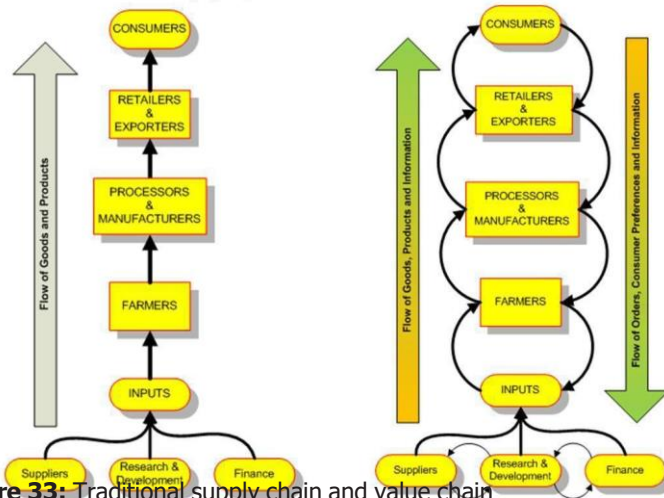 CONSUMERS
RETAILERS
&
EXPORTERS
PROCESSORS
&
MANUFACTURERS
FARMERS
INPUTS
Suppliers
Research &
Development
Finance
Flow of Goods and Products
CONSUMERS
RETAILERS
&
EXPORTERS
PROCESSORS
&
MANUFACTURERS
FARMERS
INPUTS
Suppliers
Research &
Development
Finance
Flow of Goods, Products and Information
Flow of Orders, Consumer Preferences and Information
re 33: Traditional supply chain and value chain